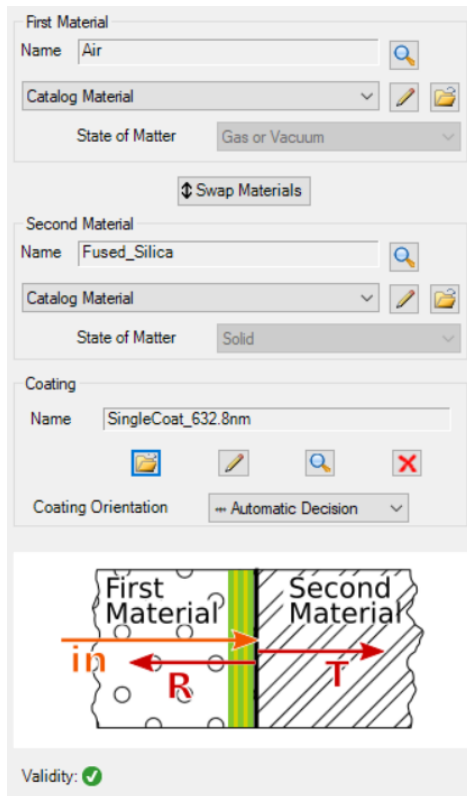 First Material
Name Air
Catalog Material
State of Matter Gas or Vacuum
Swap Materials
Second Material
Name Fused_Silica
Catalog Material
State of Matter Solid
Coating
Name SingleCoat_632.8nm
Coating Orientation Automatic Decision
First Second
Material Material
in R T
Validity: